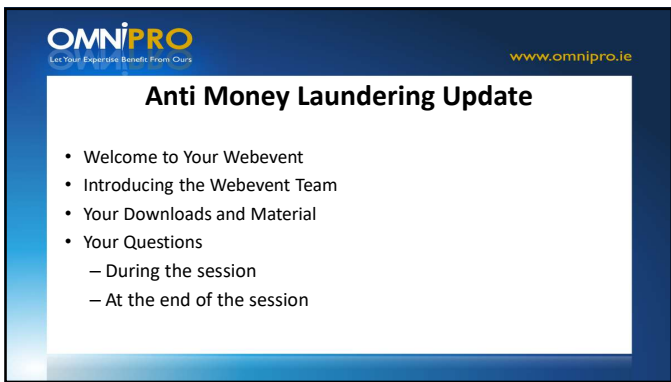 OMNiPRO
Let Your Expertise Benefit From Ours
www.omnipro.ie
Anti Money Laundering Update
• Welcome to Your Webevent
• Introducing the Webevent Team
• Your Downloads and Material
• Your Questions
– During the session
– At the end of the session